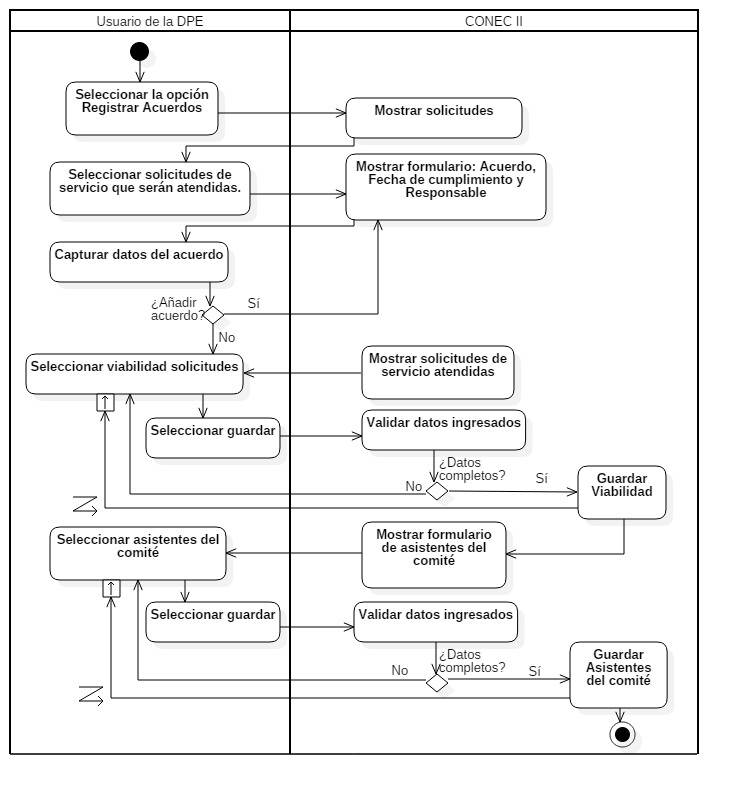 Usuario de la DPE
CONEC II
Seleccionar la opción
Registrar Acuerdos
Mostrar solicitudes
Seleccionar solicitudes de
servicio que serán atendidas.
Mostrar formulario: Acuerdo,
Fecha de cumplimiento y
Responsable
Capturar datos del acuerdo
¿Añadir
acuerdo?
Sí
No
Seleccionar viabilidad solicitudes
Mostrar solicitudes de
servicio atendidas
Seleccionar guardar
Validar datos ingresados
¿Datos
completos?
Sí
No
Guardar
Viabilidad
Seleccionar asistentes del
comité
Mostrar formulario
de asistentes del
comité
Seleccionar guardar
Validar datos ingresados
¿Datos
completos?
Sí
No
Guardar
Asistentes
del comité